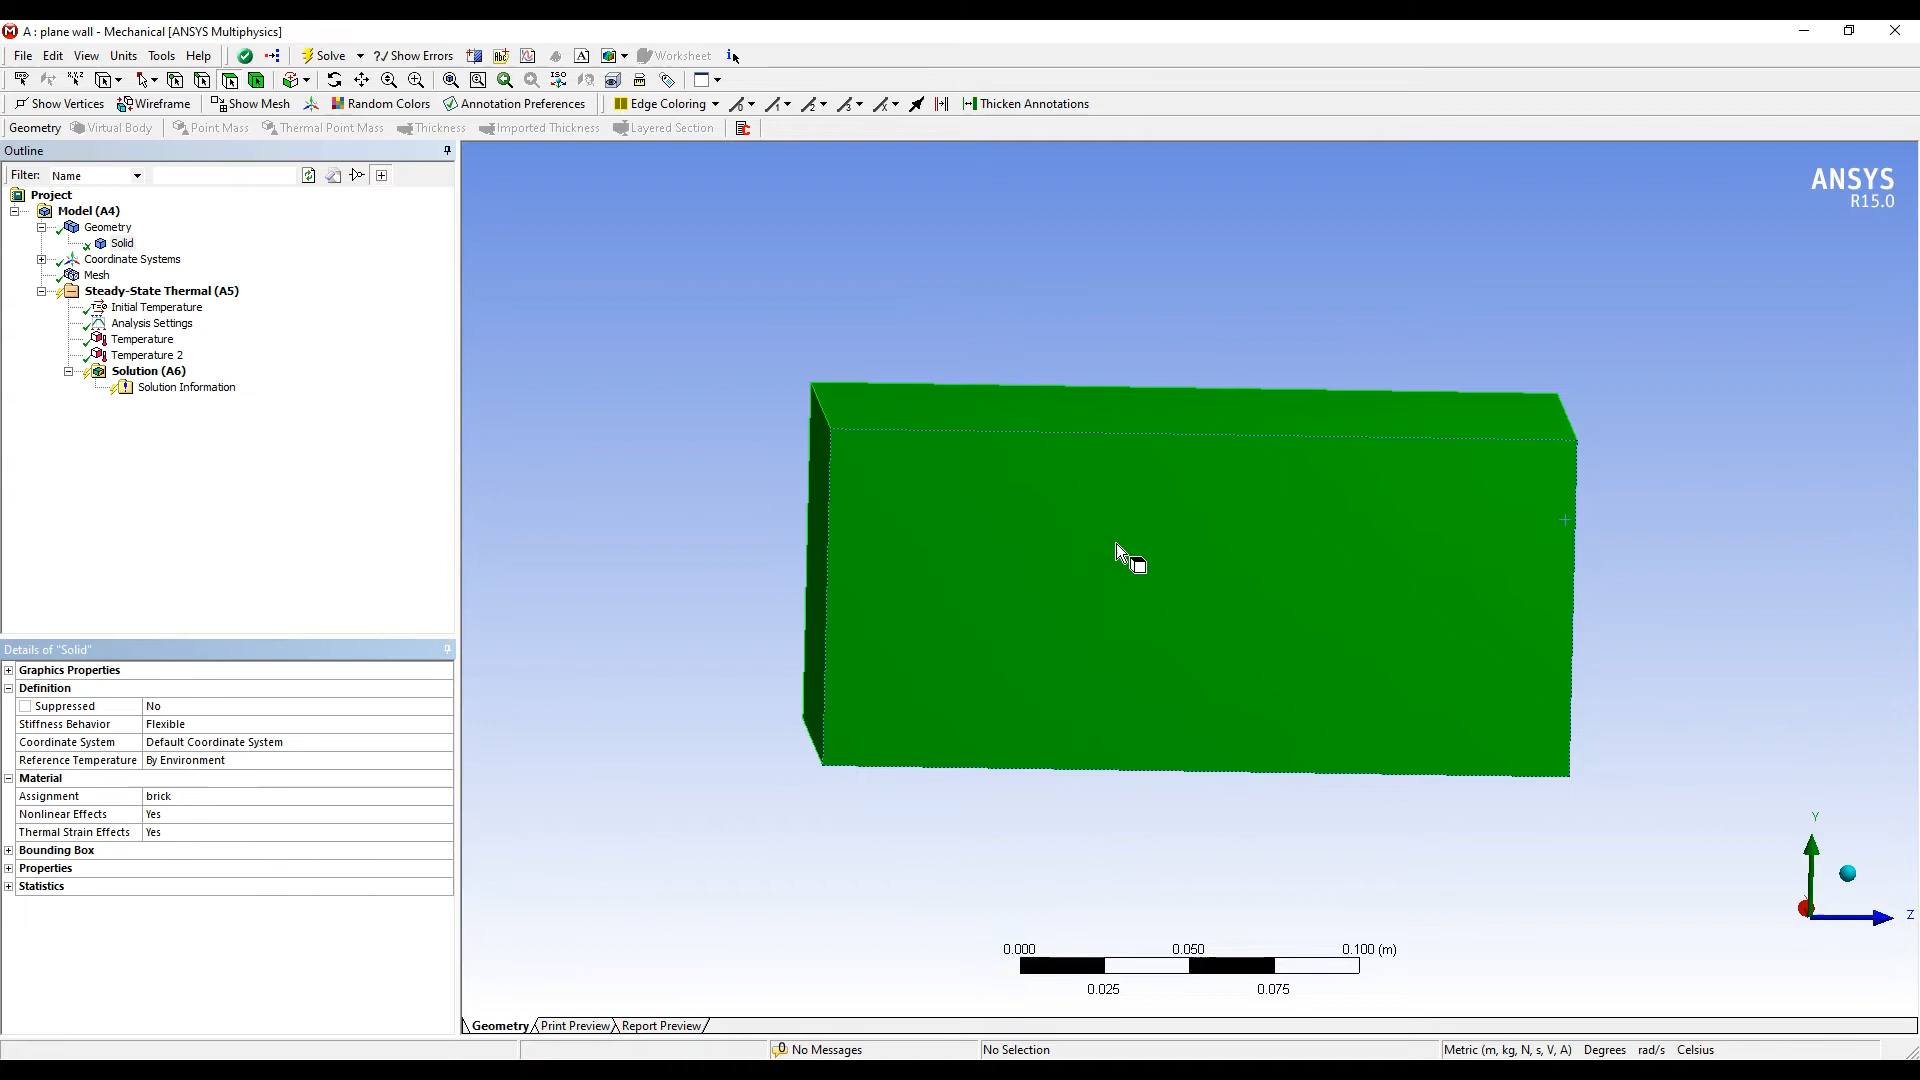 A : plane wall - Mechanical [ANSYS Multiphysics]
File Edit View Units Tools Help Solve ?/ Show Errors Worksheet
Show Vertices Wireframe Show Mesh Random Colors Annotation Preferences Edge Coloring Thicken Annotations
Geometry Virtual Body Point Mass Thermal Point Mass Thickness Imported Thickness Layered Section
Outline
Filter: Name
Project
Model (A4)
Geometry
Solid
Coordinate Systems
Mesh
Steady-State Thermal (A5)
Initial Temperature
Analysis Settings
Temperature
Temperature 2
Solution (A6)
Solution Information
Details of "Solid"
Graphics Properties
Definition
Suppressed No
Stiffness Behavior Flexible
Coordinate System Default Coordinate System
Reference Temperature By Environment
Material
Assignment brick
Nonlinear Effects Yes
Thermal Strain Effects Yes
Bounding Box
Properties
Statistics
ANSYS
R15.0
Y
Z
0.000 0.050 0.100 (m)
0.025 0.075
Geometry Print Preview Report Preview
No Messages No Selection Metric (m, kg, N, s, V, A) Degrees rad/s Celsius